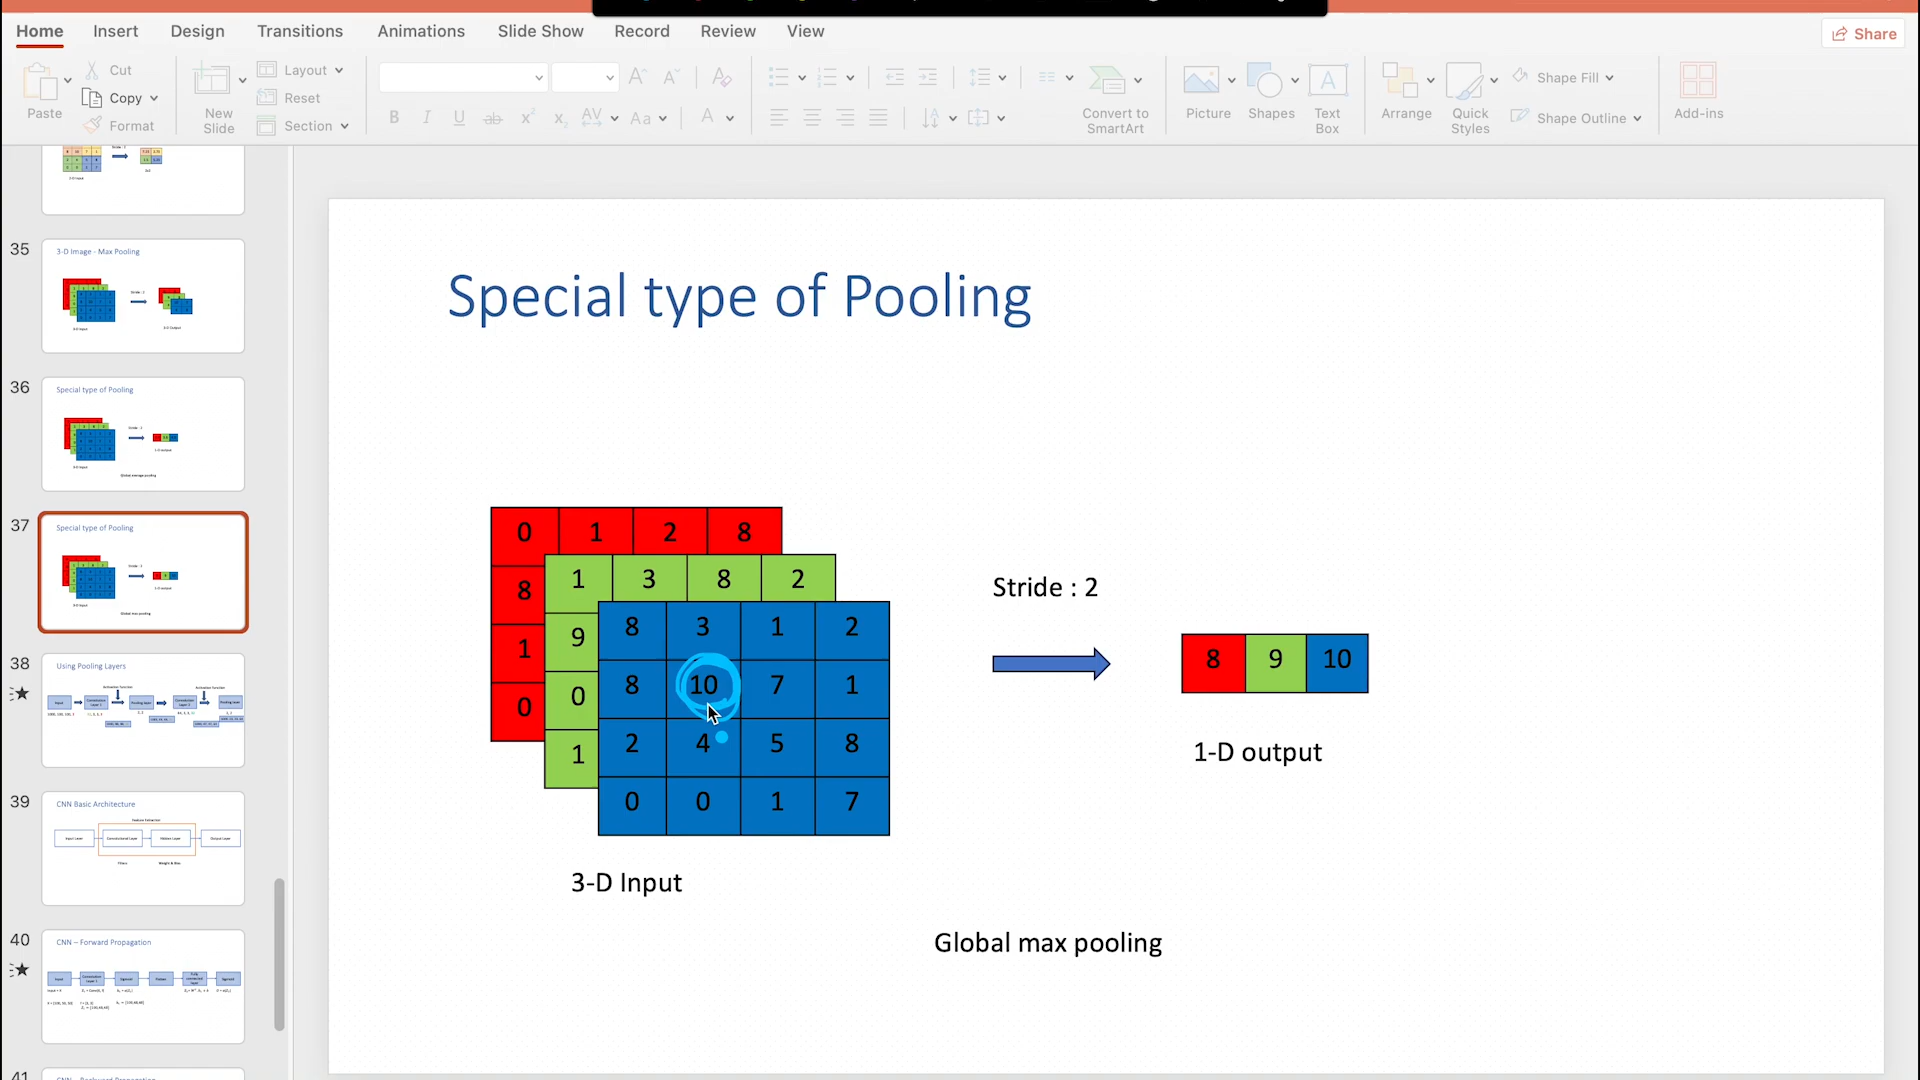 Home Insert Design Transitions Animations Slide Show Record Review View Share
Paste
Cut
Copy
Format
New Slide
Layout
Reset
Section
Convert to SmartArt
Picture
Shapes
Text Box
Arrange
Quick Styles
Shape Fill
Shape Outline
Add-ins
35
3-D Image - Max Pooling
36
Special type of Pooling
37
Special type of Pooling
38
Using Pooling Layers
39
CNN Basic Architecture
40
CNN – Forward Propagation
41
Special type of Pooling
0 1 2 8
8
1
0
1 3 8 2
9
0
1
8 3 1 2
8 10 7 1
2 4 5 8
0 0 1 7
3-D Input
Stride : 2
8 9 10
1-D output
Global max pooling